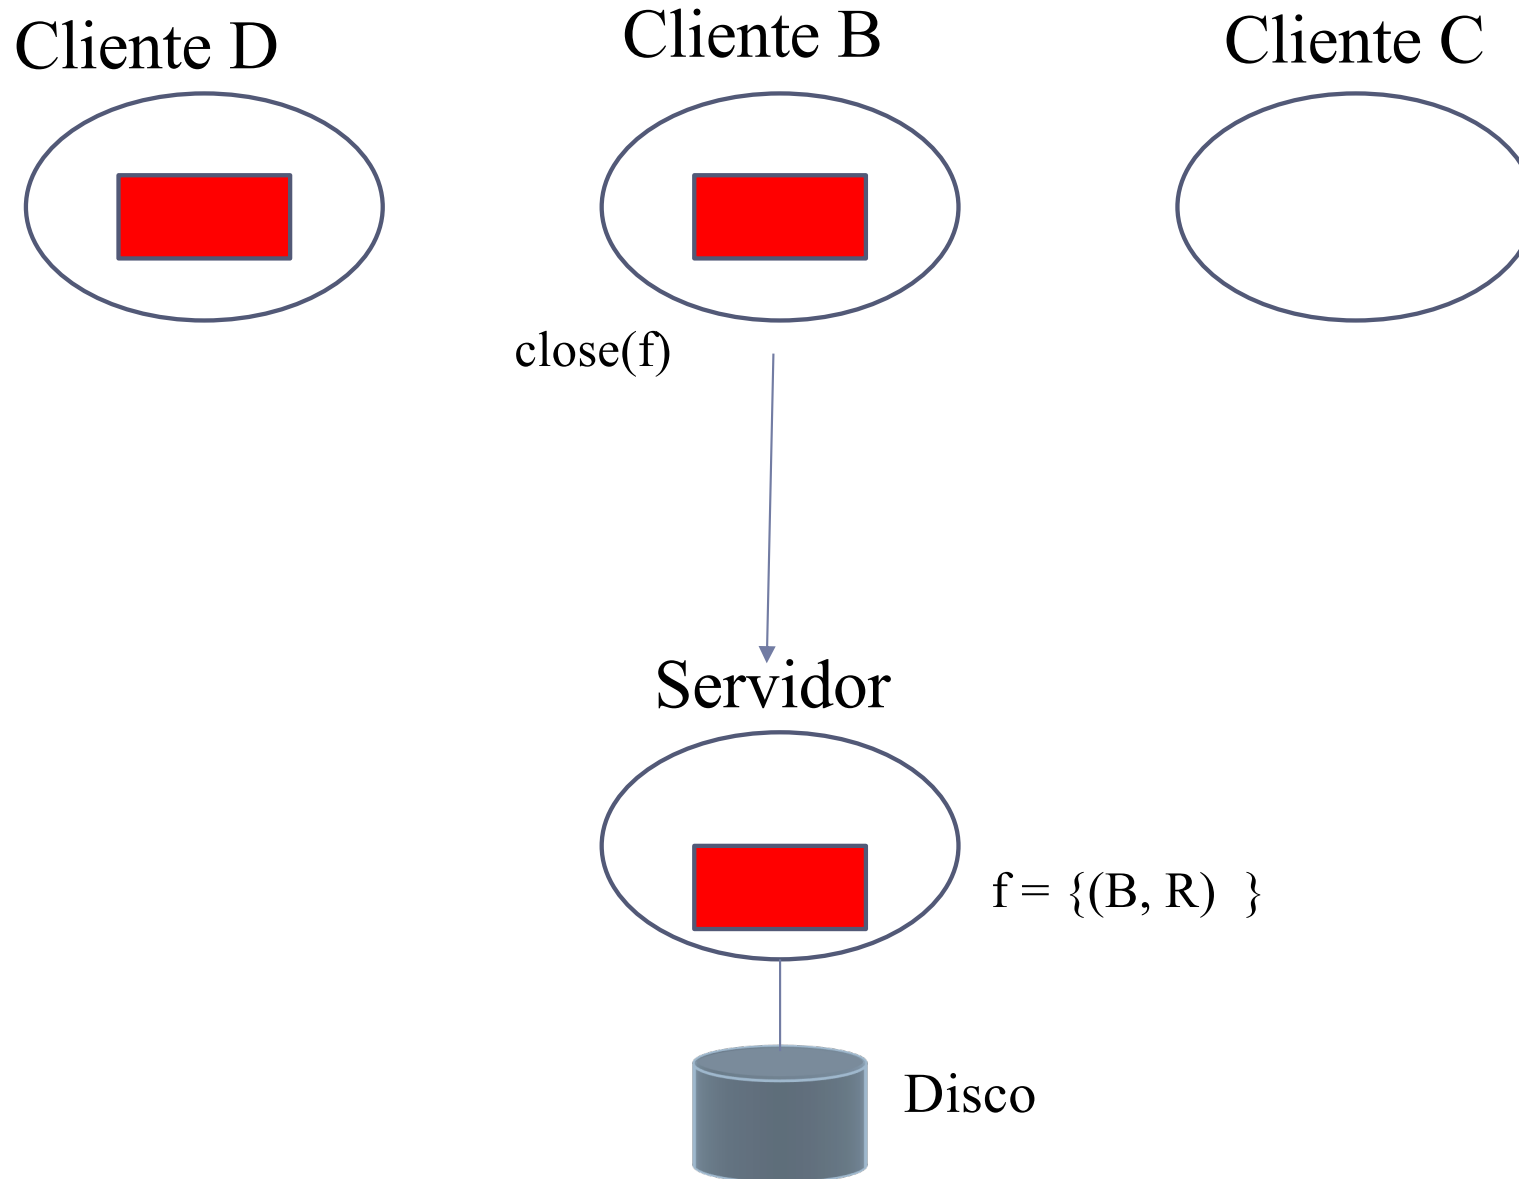 Cliente D
Cliente B
Cliente C
close(f)
Servidor
f = {(B, R)  }
Disco